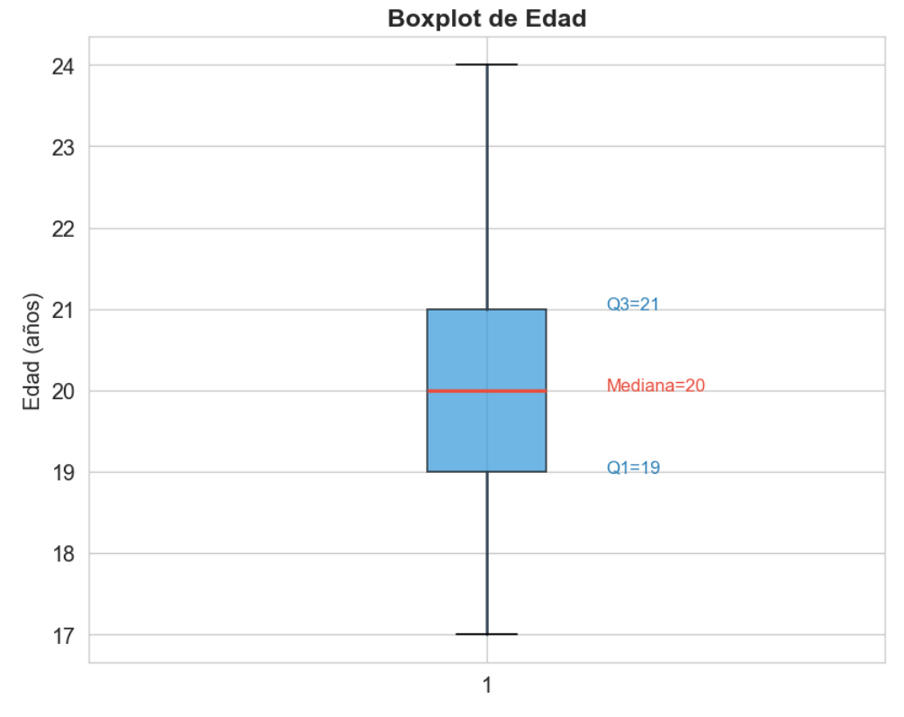 Boxplot de Edad
Edad (años)
24
23
22
21
20
19
18
17
Q3=21
Mediana=20
Q1=19
1